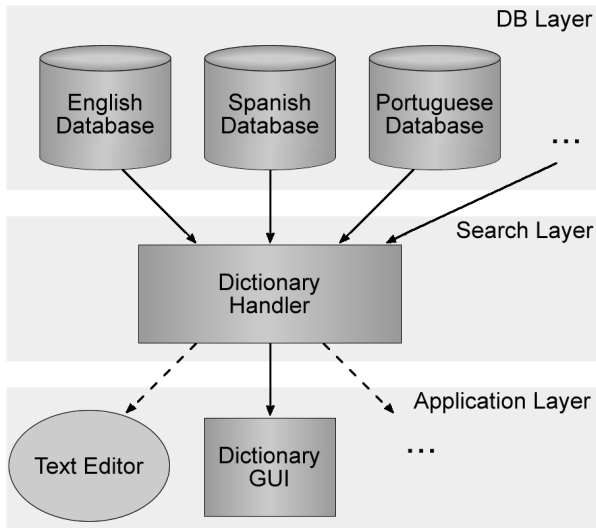 DB Layer
English
Database
Spanish
Database
Portuguese
Database
...
Search Layer
Dictionary
Handler
Application Layer
Text Editor
Dictionary
GUI
...